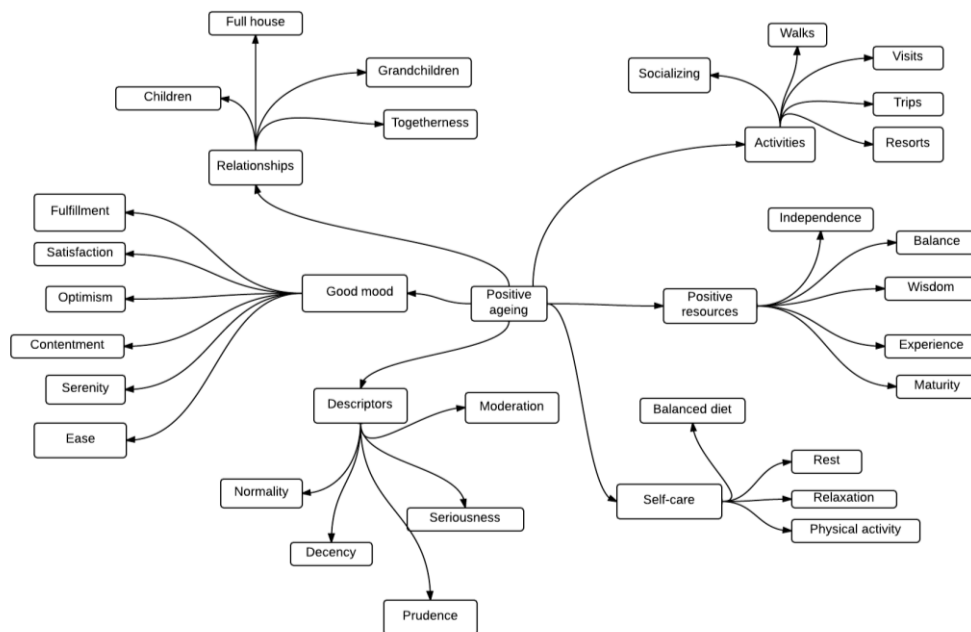 Full house
Grandchildren
Children
Togetherness
Relationships
Walks
Visits
Socializing
Trips
Activities
Resorts
Fulfillment
Satisfaction
Optimism
Good mood
Contentment
Serenity
Ease
Positive
ageing
Independence
Balance
Wisdom
Positive
resources
Experience
Maturity
Descriptors
Moderation
Normality
Seriousness
Decency
Prudence
Balanced diet
Rest
Self-care
Relaxation
Physical activity